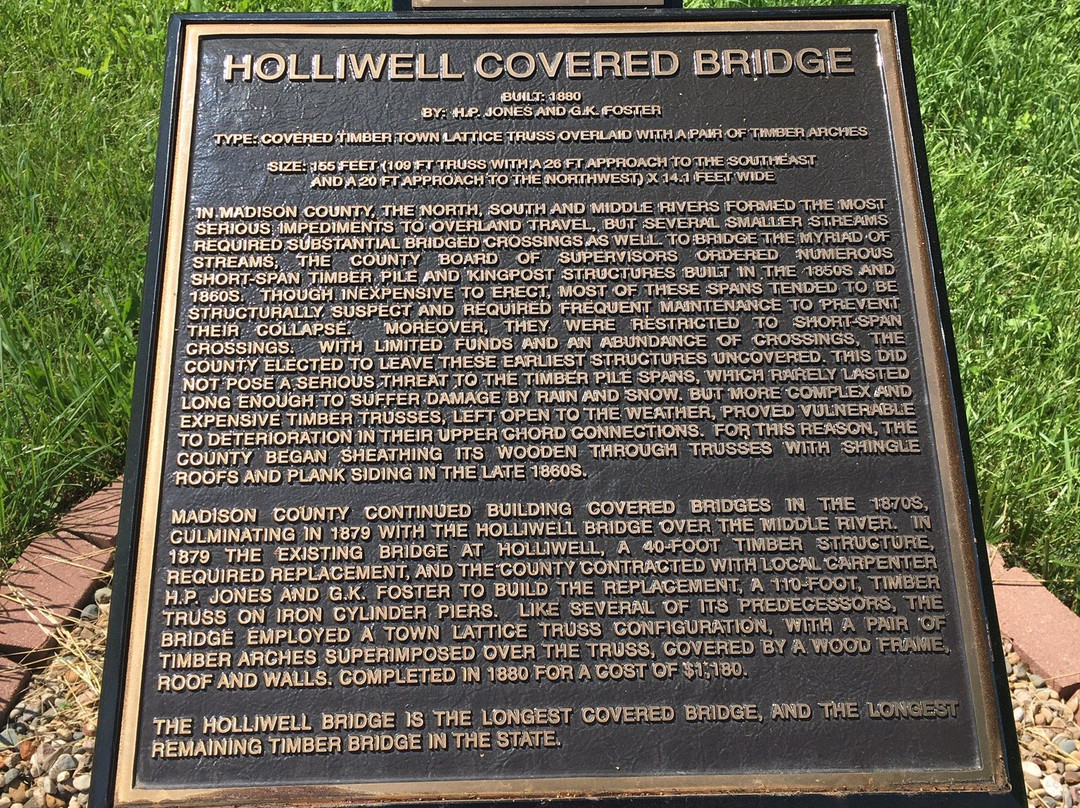 HOLLIWELL COVERED BRIDGE
BUILT: 1880
BY: H.P. JONES AND G.K. FOSTER
TYPE: COVERED TIMBER TOWN LATTICE TRUSS OVERLAID WITH A PAIR OF TIMBER ARCHES
SIZE: 155 FEET (109 FT TRUSS WITH A 26 FT APPROACH TO THE SOUTHEAST
AND A 20 FT APPROACH TO THE NORTHWEST) X 14.1 FEET WIDE
IN MADISON COUNTY, THE NORTH, SOUTH AND MIDDLE RIVERS FORMED THE MOST
SERIOUS IMPEDIMENTS TO OVERLAND TRAVEL, BUT SEVERAL SMALLER STREAMS
REQUIRED SUBSTANTIAL BRIDGED CROSSINGS AS WELL. TO BRIDGE THE MYRIAD OF
STREAMS, THE COUNTY BOARD OF SUPERVISORS ORDERED NUMEROUS
SHORT-SPAN TIMBER PILE AND KINGPOST STRUCTURES BUILT IN THE 1850S AND
1860S. THOUGH INEXPENSIVE TO ERECT, MOST OF THESE SPANS TENDED TO BE
STRUCTURALLY SUSPECT AND REQUIRED FREQUENT MAINTENANCE TO PREVENT
THEIR COLLAPSE. MOREOVER, THEY WERE RESTRICTED TO SHORT-SPAN
CROSSINGS. WITH LIMITED FUNDS AND AN ABUNDANCE OF CROSSINGS, THE
COUNTY ELECTED TO LEAVE THESE EARLIEST STRUCTURES UNCOVERED. THIS DID
NOT POSE A SERIOUS THREAT TO THE TIMBER PILE SPANS, WHICH RARELY LASTED
LONG ENOUGH TO SUFFER DAMAGE BY RAIN AND SNOW. BUT MORE COMPLEX AND
EXPENSIVE TIMBER TRUSSES, LEFT OPEN TO THE WEATHER, PROVED VULNERABLE
TO DETERIORATION IN THEIR UPPER CHORD CONNECTIONS. FOR THIS REASON, THE
COUNTY BEGAN SHEATHING ITS WOODEN THROUGH TRUSSES WITH SHINGLE
ROOFS AND PLANK SIDING IN THE LATE 1860S.
MADISON COUNTY CONTINUED BUILDING COVERED BRIDGES IN THE 1870S,
CULMINATING IN 1879 WITH THE HOLLIWELL BRIDGE OVER THE MIDDLE RIVER. IN
1879 THE EXISTING BRIDGE AT HOLLIWELL, A 40-FOOT TIMBER STRUCTURE,
REQUIRED REPLACEMENT, AND THE COUNTY CONTRACTED WITH LOCAL CARPENTER
H.P. JONES AND G.K. FOSTER TO BUILD THE REPLACEMENT, A 110-FOOT, TIMBER
TRUSS ON IRON CYLINDER PIERS. LIKE SEVERAL OF ITS PREDECESSORS, THE
BRIDGE EMPLOYED A TOWN LATTICE TRUSS CONFIGURATION, WITH A PAIR OF
TIMBER ARCHES SUPERIMPOSED OVER THE TRUSS, COVERED BY A WOOD FRAME,
ROOF AND WALLS. COMPLETED IN 1880 FOR A COST OF $1,180.
THE HOLLIWELL BRIDGE IS THE LONGEST COVERED BRIDGE, AND THE LONGEST
REMAINING TIMBER BRIDGE IN THE STATE.